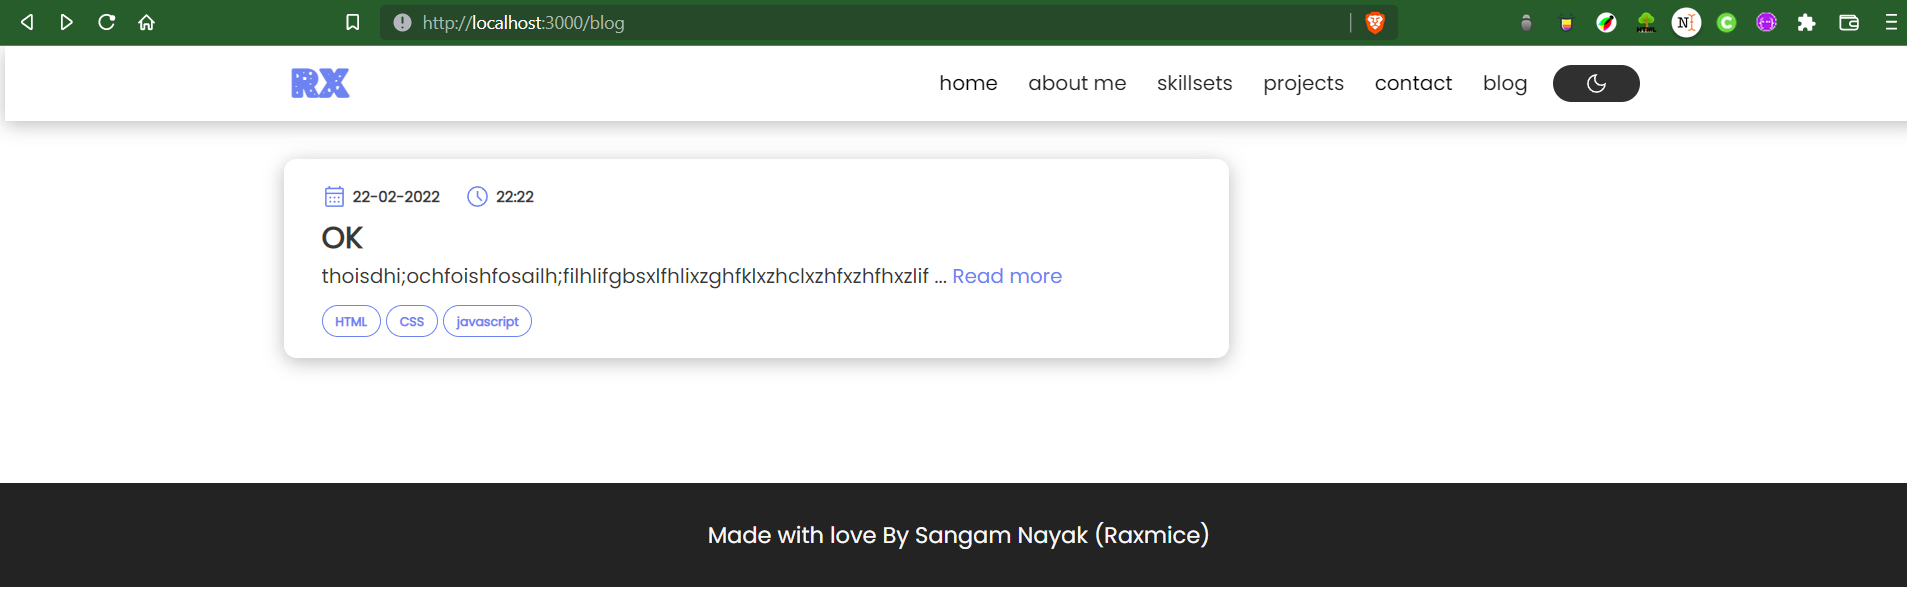 http://localhost:3000/blog
RX
home about me skillsets projects contact blog
22-02-2022 22:22
OK
thoisdhi;ochfoishfosailh;filhlifgbsxlfhlixzghfklxzhclxzhfxzhfhxzlif ... Read more
HTML CSS javascript
Made with love By Sangam Nayak (Raxmice)